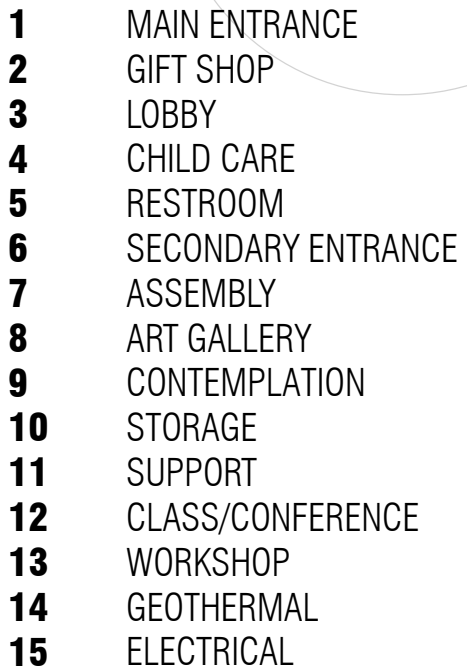 1 MAIN ENTRANCE
2 GIFT SHOP
3 LOBBY
4 CHILD CARE
5 RESTROOM
6 SECONDARY ENTRANCE
7 ASSEMBLY
8 ART GALLERY
9 CONTEMPLATION
10 STORAGE
11 SUPPORT
12 CLASS/CONFERENCE
13 WORKSHOP
14 GEOTHERMAL
15 ELECTRICAL